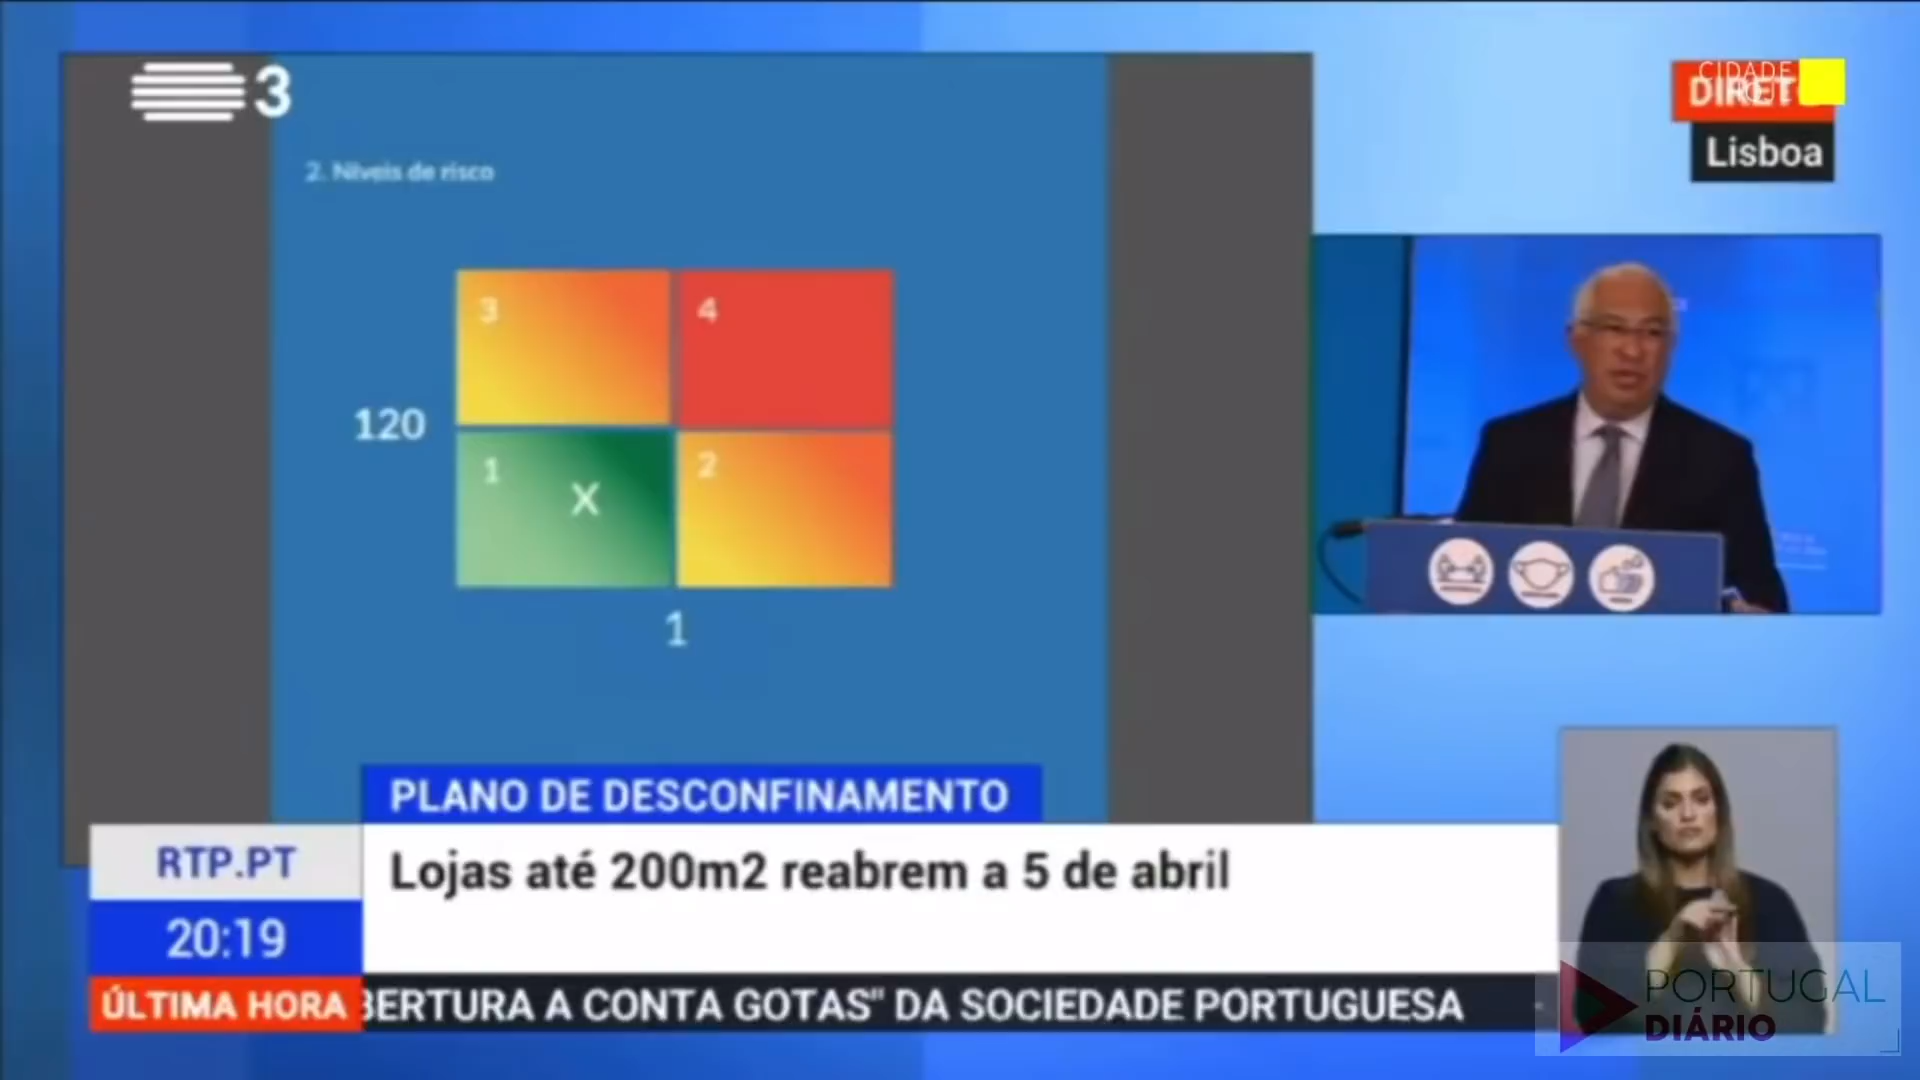 3
CIDADE
DIRETO
Lisboa
2. Níveis de risco
3
4
120
1
X
2
1
PLANO DE DESCONFINAMENTO
RTP.PT
Lojas até 200m2 reabrem a 5 de abril
20:19
ÚLTIMA HORA
BERTURA A CONTA GOTAS" DA SOCIEDADE PORTUGUESA
PORTUGAL
DIÁRIO